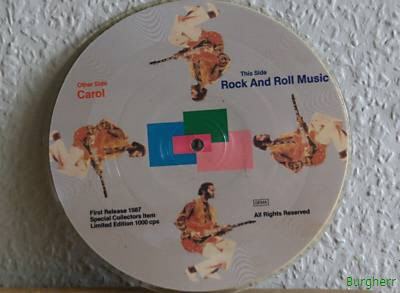 Other Side
Carol
This Side
Rock And Roll Music
First Release 1987
Special Collectors Item
Limited Edition 1000 cps
GEMA
All Rights Reserved
Burgherr